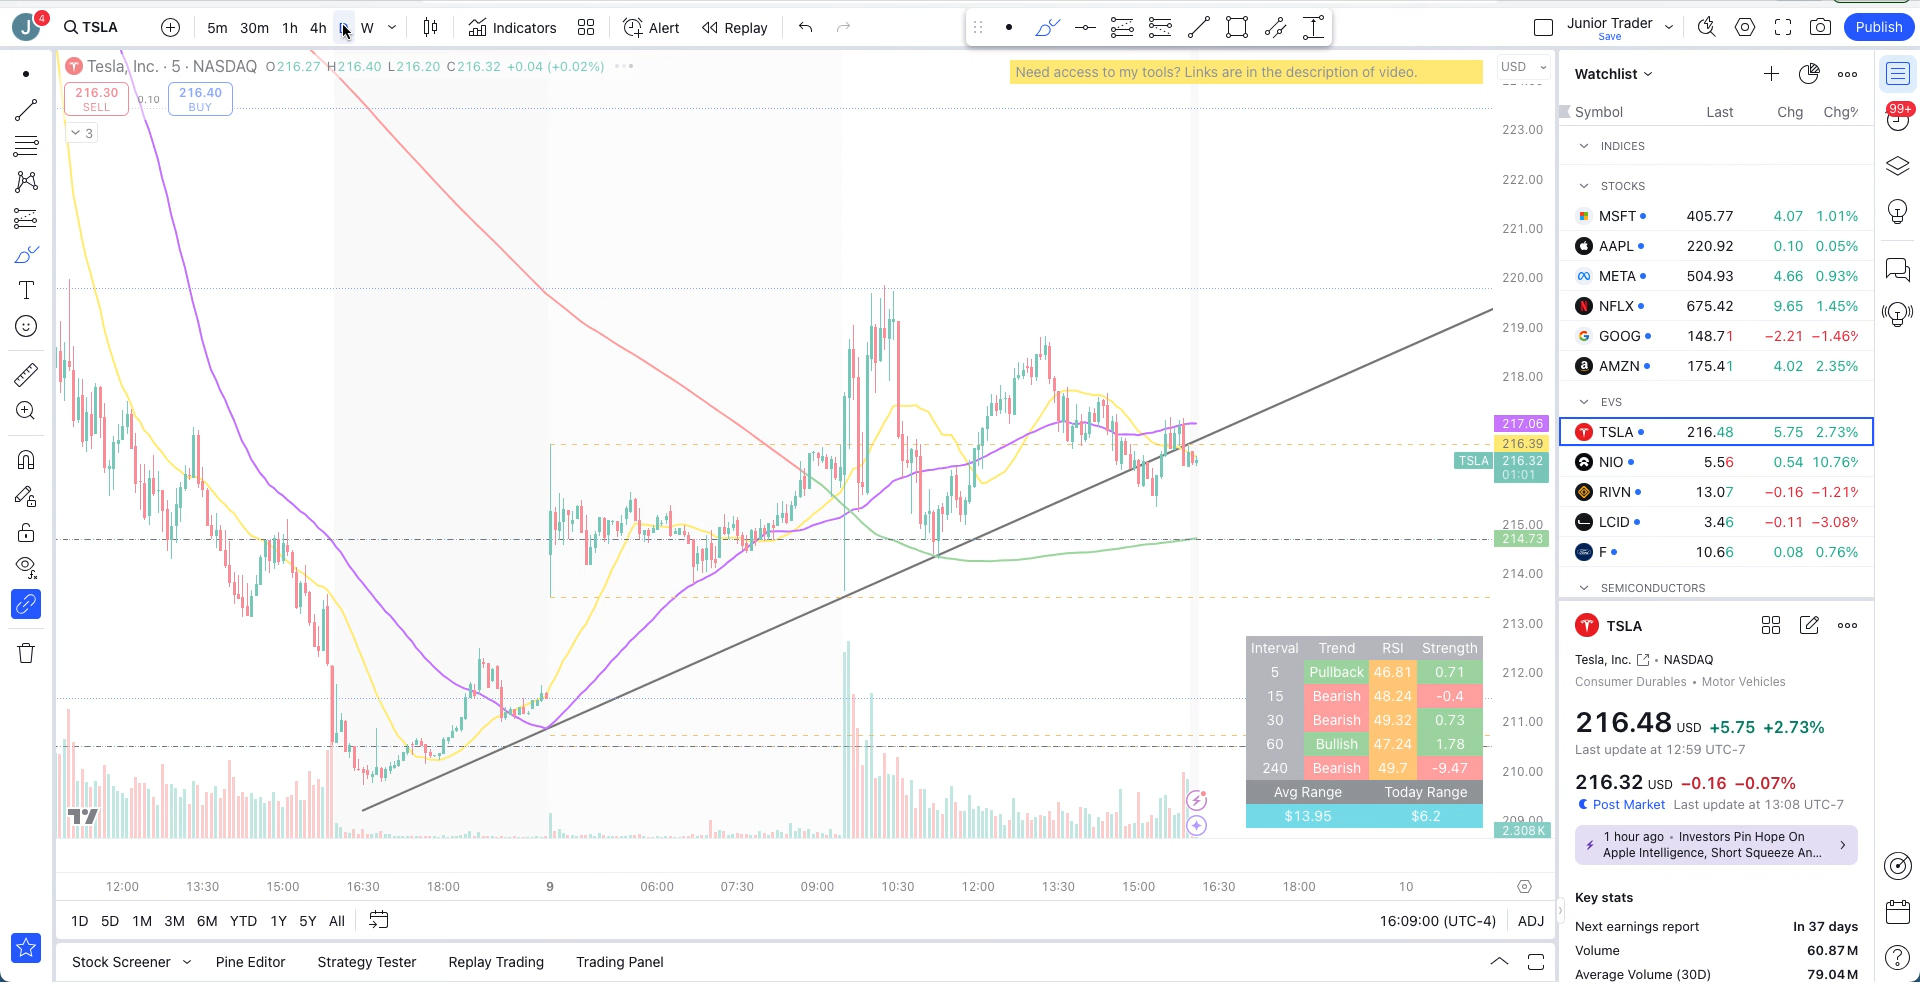 J 4 TSLA 5m 30m 1h 4h W Indicators Alert Replay Junior Trader Save Publish
Tesla, Inc. · 5 · NASDAQ O216.27 H216.40 L216.20 C216.32 +0.04 (+0.02%)
Need access to my tools? Links are in the description of video.
USD
216.30 SELL 0.10 216.40 BUY
3
223.00
222.00
221.00
220.00
219.00
218.00
217.06
216.39
TSLA 216.32
01:01
215.00
214.73
214.00
213.00
212.00
211.00
210.00
209.00
2.308K
Interval Trend RSI Strength
5 Pullback 46.81 0.71
15 Bearish 48.24 -0.4
30 Bearish 49.32 0.73
60 Bullish 47.24 1.78
240 Bearish 49.7 -9.47
Avg Range Today Range
$13.95 $6.2
12:00 13:30 15:00 16:30 18:00 9 06:00 07:30 09:00 10:30 12:00 13:30 15:00 16:30 18:00 10
1D 5D 1M 3M 6M YTD 1Y 5Y All 16:09:00 (UTC-4) ADJ
Stock Screener Pine Editor Strategy Tester Replay Trading Trading Panel
Watchlist
99+
Symbol Last Chg Chg%
INDICES
STOCKS
MSFT 405.77 4.07 1.01%
AAPL 220.92 0.10 0.05%
META 504.93 4.66 0.93%
NFLX 675.42 9.65 1.45%
GOOG 148.71 −2.21 −1.46%
AMZN 175.41 4.02 2.35%
EVS
TSLA 216.48 5.75 2.73%
NIO 5.56 0.54 10.76%
RIVN 13.07 −0.16 −1.21%
LCID 3.46 −0.11 −3.08%
F 10.66 0.08 0.76%
SEMICONDUCTORS
TSLA
Tesla, Inc. • NASDAQ
Consumer Durables • Motor Vehicles
216.48 USD +5.75 +2.73%
Last update at 12:59 UTC-7
216.32 USD −0.16 −0.07%
Post Market Last update at 13:08 UTC-7
1 hour ago • Investors Pin Hope On
Apple Intelligence, Short Squeeze An...
Key stats
Next earnings report In 37 days
Volume 60.87M
Average Volume (30D) 79.04M